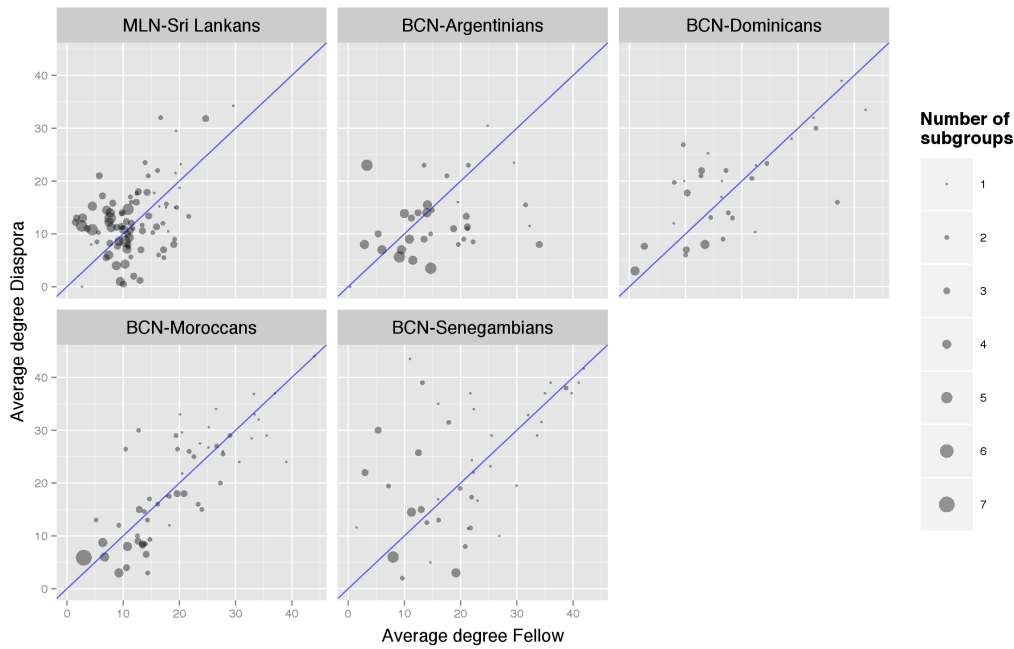 MLN-Sri Lankans BCN-Argentinians BCN-Dominicans
40
30
20
10
0
Number of
subgroups
1
2
3
4
5
6
7
Average degree Diaspora
BCN-Moroccans BCN-Senegambians
40
30
20
10
0
0 10 20 30 40 0 10 20 30 40
Average degree Fellow